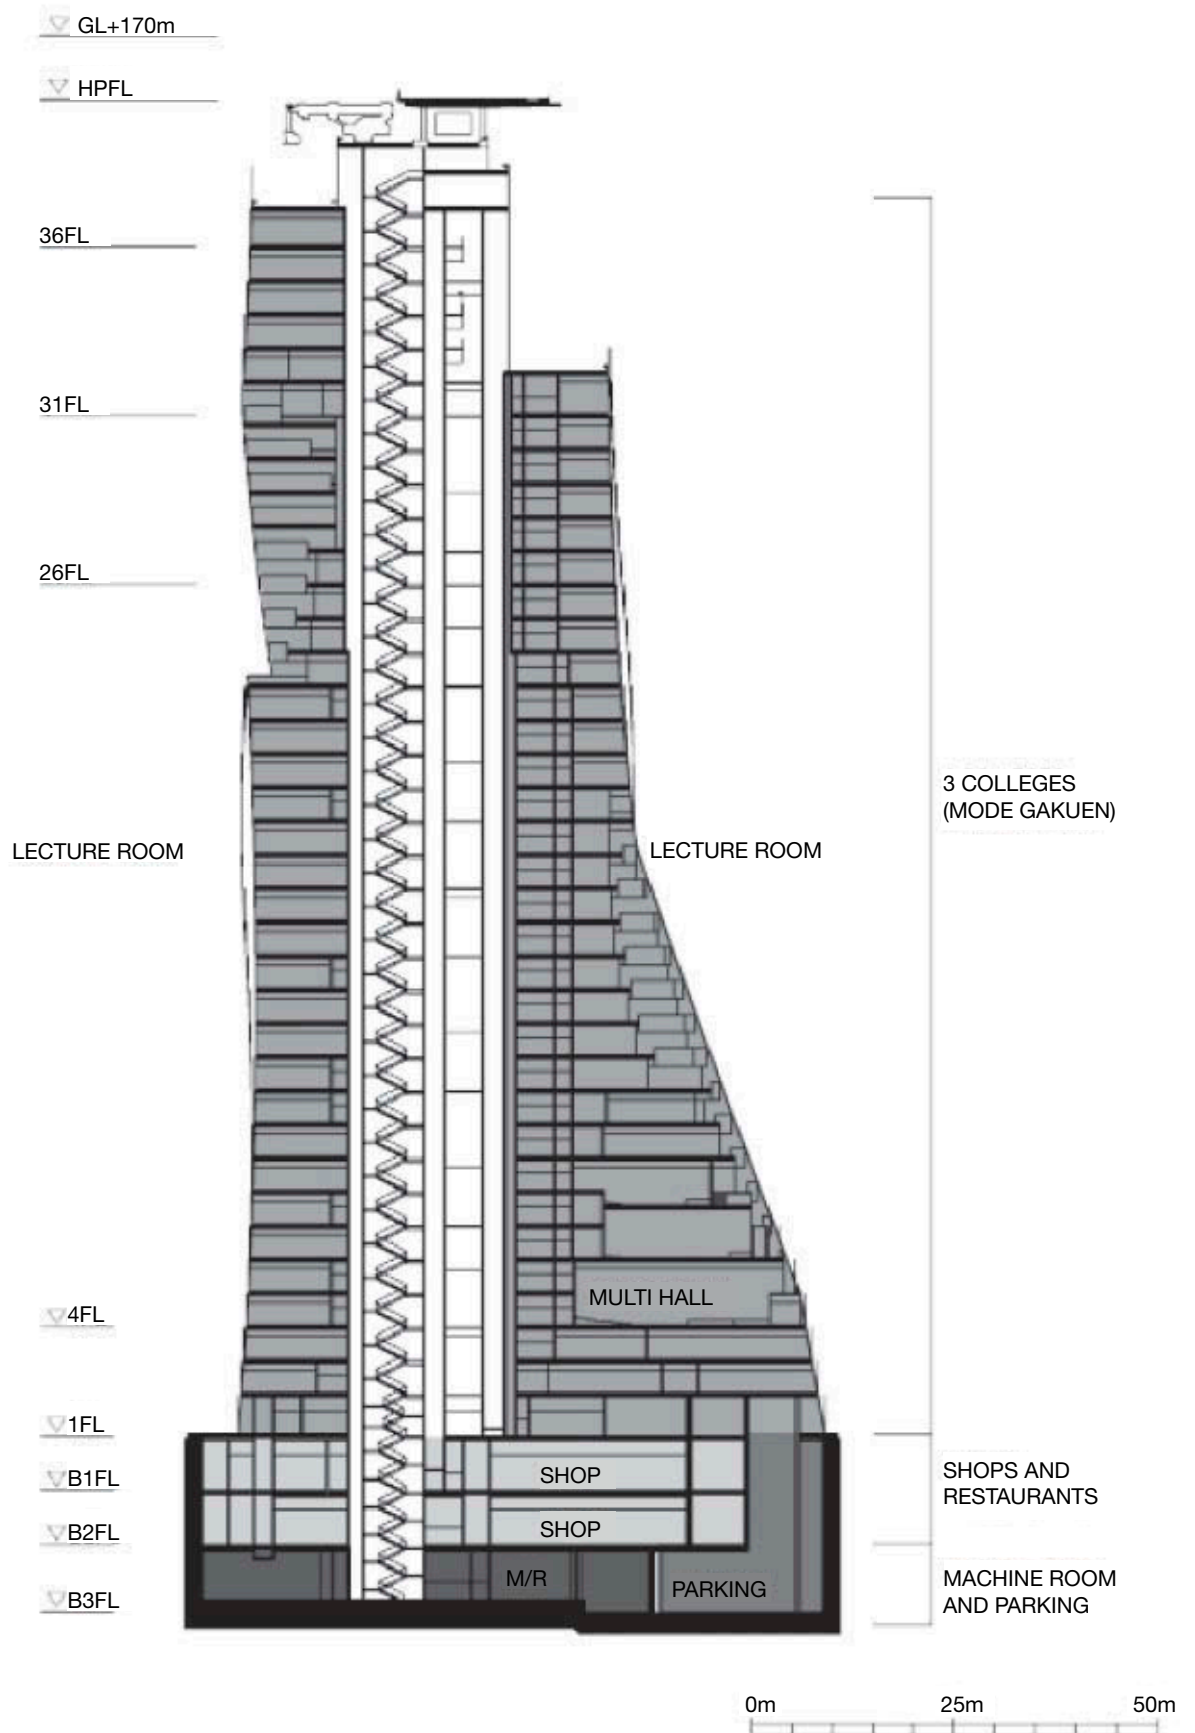 GL+170m
HPFL
36FL
31FL
26FL
3 COLLEGES
(MODE GAKUEN)
LECTURE ROOM
LECTURE ROOM
MULTI HALL
4FL
1FL
SHOP
B1FL
SHOPS AND
RESTAURANTS
SHOP
B2FL
M/R
PARKING
MACHINE ROOM
AND PARKING
B3FL
0m 25m 50m